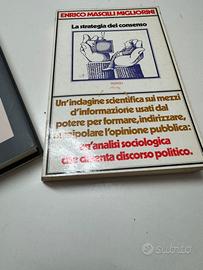 ENRICO MASCILLI MIGLIORINI
La strategia del consenso
Un'indagine scientifica sui mezzi
d'informazione usati dal
potere per formare, indirizzare,
manipolare l'opinione pubblica:
un'analisi sociologica
che diventa discorso politico.
subito